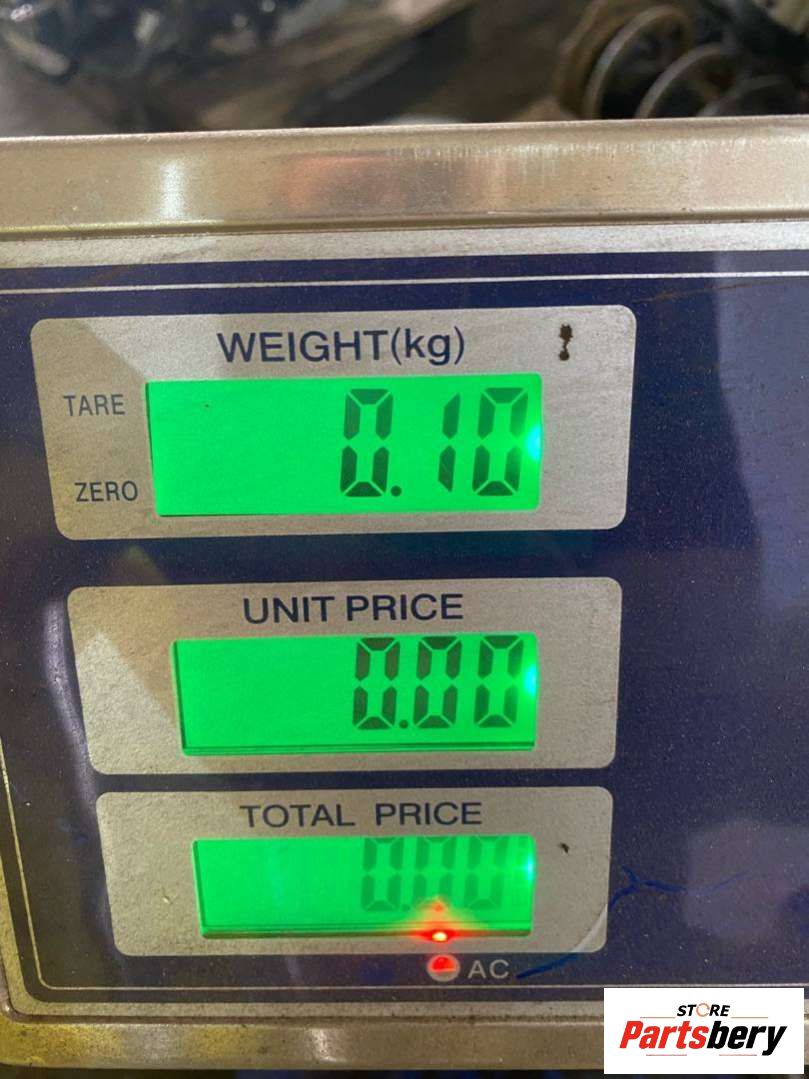 WEIGHT(kg)
TARE
0.10
ZERO
UNIT PRICE
0.00
TOTAL PRICE
0.00
AC
STORE
Partsbery